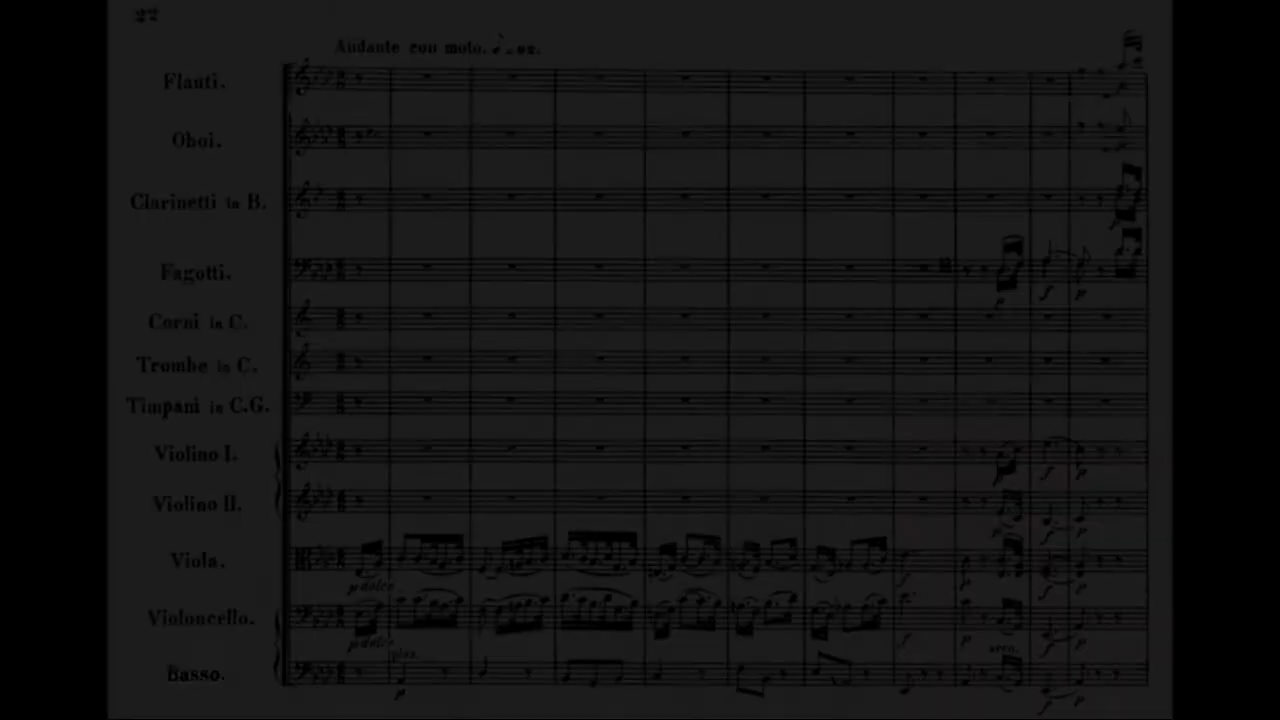 27
Andante con moto. ♪=92.
Flauti.
Oboi.
Clarinetti in B.
Fagotti.
Corni in C.
Trombe in C.
Timpani in C.G.
Violino I.
Violino II.
Viola.
p dolce
Violoncello.
p dolce
pizz.
arco.
Basso.
p